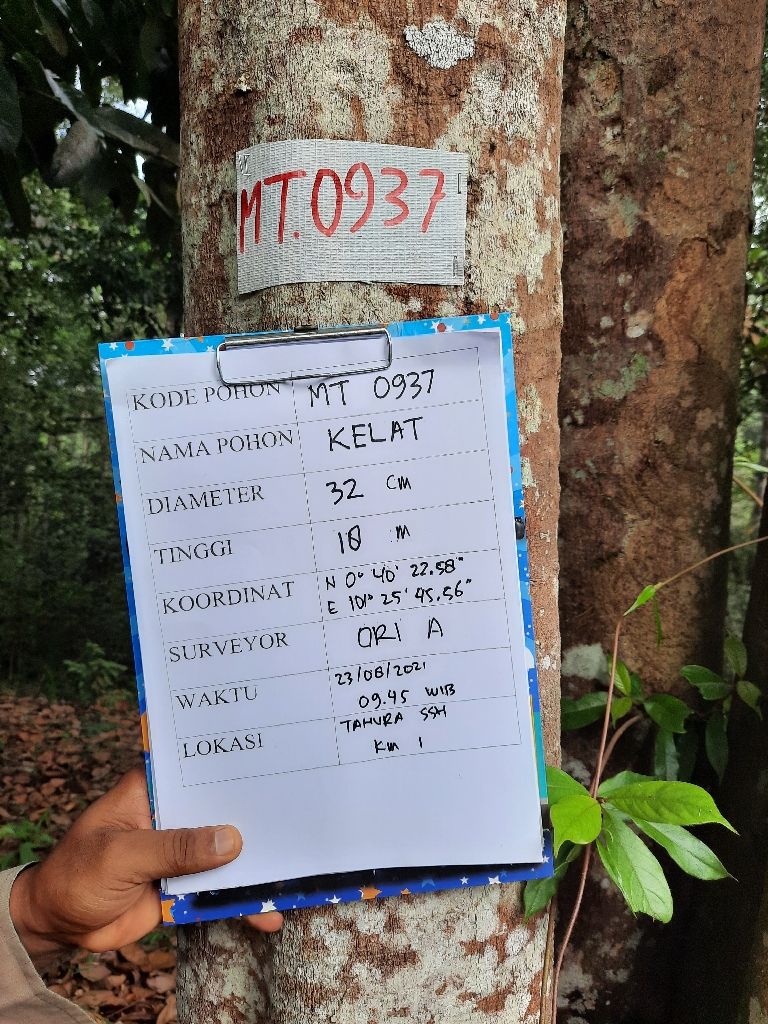 MT.0937
KODE POHON MT 0937
NAMA POHON KELAT
DIAMETER 32 cm
TINGGI 18 m
KOORDINAT N 0° 40' 22.58"
E 101° 25' 45.56"
SURVEYOR ORI A
WAKTU 23/08/2021
09.45 WIB
LOKASI TAHURA SSH
Km 1